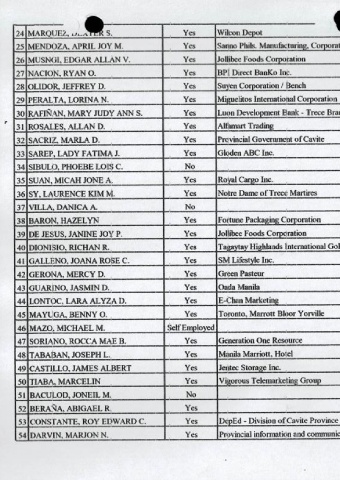 24 MARQUEZ, S. Yes Wilcon Depot
25 MENDOZA, APRIL JOY M. Yes Sanno Phils. Manufacturing, Corporat
26 MUSNGI, EDGAR ALLAN V. Yes Jollibee Foods Corporation
27 NACION, RYAN O. Yes BPI Direct BanKo Inc.
28 OLIDOR, JEFFREY D. Yes Suyen Corporation / Bench
29 PERALTA, LORINA N. Yes Miguelitos International Corporation
30 RAFIÑAN, MARY JUDY ANN S. Yes Luon Development Bank - Trece Bran
31 ROSALES, ALLAN D. Yes Alfamart Trading
32 SACRIZ, MARLA D. Yes Provincial Government of Cavite
33 SAREP, LADY FATIMA J. Yes Gloden ABC Inc.
34 SIBULO, PHOEBE LOIS C. No
35 SUAN, MICAH JONE A. Yes Royal Cargo Inc.
36 SY, LAURENCE KIM M. Yes Notre Dame of Trece Martires
37 VILLA, DANICA A. No
38 BARON, HAZELYN Yes Fortune Packaging Corporation
39 DE JESUS, JANINE JOY P. Yes Jollibee Foods Corporation
40 DIONISIO, RICHAN R. Yes Tagaytay Highlands International Gol
41 GALLENO, JOANA ROSE C. Yes SM Lifestyle Inc.
42 GERONA, MERCY D. Yes Green Pasteur
43 GUARINO, JASMIN D. Yes Oada Manila
44 LONTOC, LARA ALYZA D. Yes E-Chan Marketing
45 MAYUGA, BENNY O. Yes Toronto, Marrott Bloor Yorville
46 MAZO, MICHAEL M. Self Employed
47 SORIANO, ROCCA MAE B. Yes Generation One Resource
48 TABABAN, JOSEPH L. Yes Manila Marriott, Hotel
49 CASTILLO, JAMES ALBERT Yes Jentec Storage Inc.
50 TIABA, MARCELIN Yes Vigorous Telemarketing Group
51 BACULOD, JONEIL M. No
52 BERAÑA, ABIGAEL R. Yes
53 CONSTANTE, ROY EDWARD C. Yes DepEd - Division of Cavite Province
54 DARVIN, MARJON N. Yes Provincial information and communic